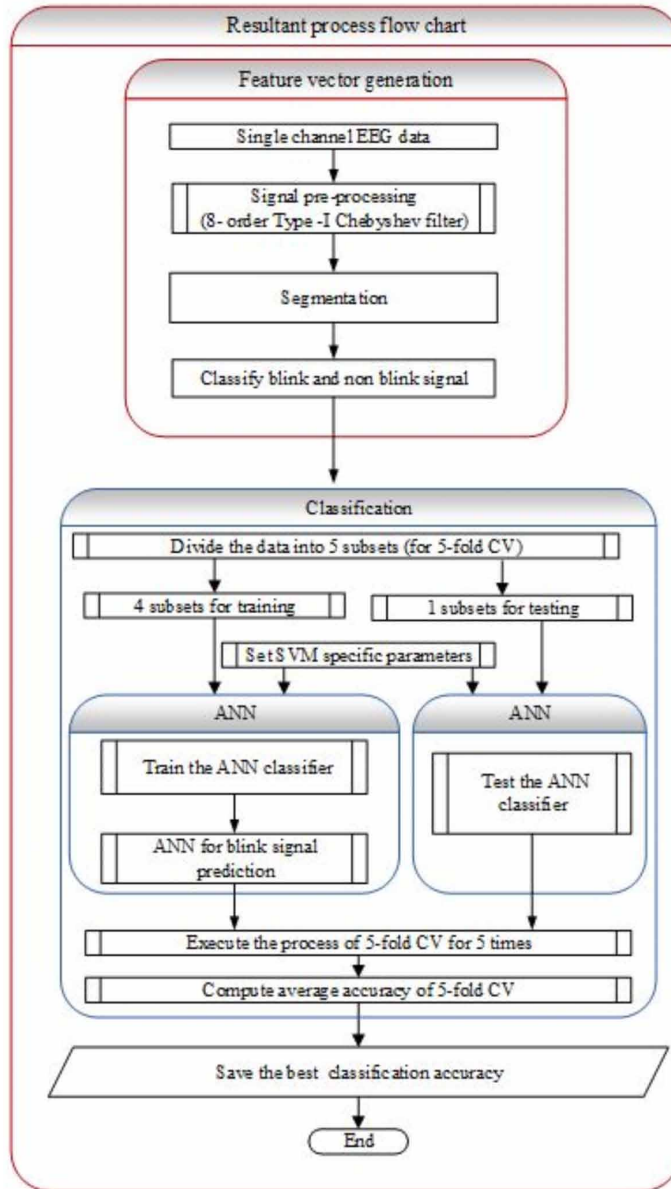 Resultant process flow chart
Feature vector generation
Single channel EEG data
Signal pre-processing
(8- order Type -I Chebyshev filter)
Segmentation
Classify blink and non blink signal
Classification
Divide the data into 5 subsets (for 5-fold CV)
4 subsets for training
1 subsets for testing
Set SVM specific parameters
ANN
ANN
Train the ANN classifier
Test the ANN
classifier
ANN for blink signal
prediction
Execute the process of 5-fold CV for 5 times
Compute average accuracy of 5-fold CV
Save the best classification accuracy
End